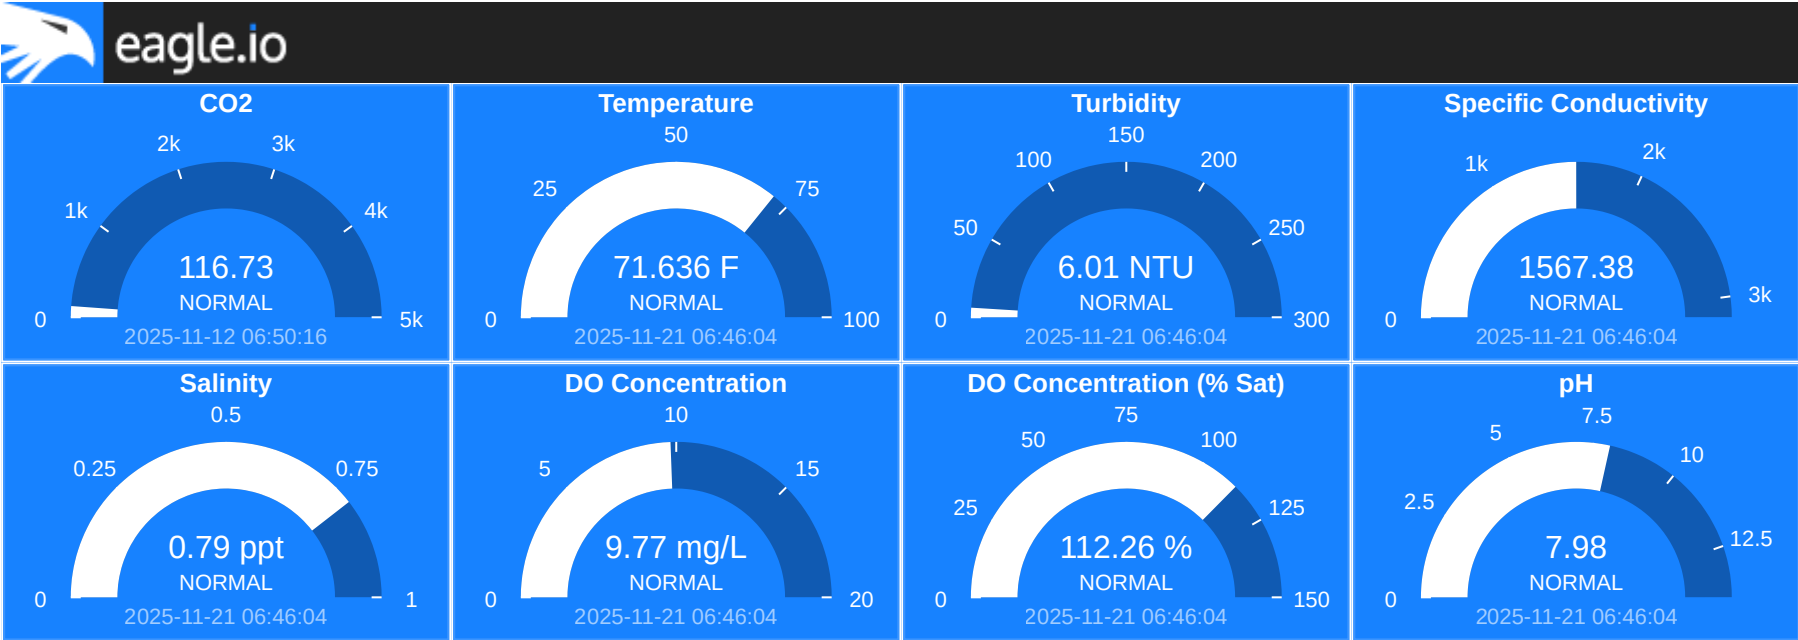 eagle.io
CO2
2k 3k
1k 4k
116.73
NORMAL
0 5k
2025-11-12 06:50:16
Temperature
50
25 75
71.636 F
NORMAL
0 100
2025-11-21 06:46:04
Turbidity
150
100 200
50 250
6.01 NTU
NORMAL
0 300
2025-11-21 06:46:04
Specific Conductivity
1k 2k
1567.38
NORMAL
0 3k
2025-11-21 06:46:04
Salinity
0.5
0.25 0.75
0.79 ppt
NORMAL
0 1
2025-11-21 06:46:04
DO Concentration
10
5 15
9.77 mg/L
NORMAL
0 20
2025-11-21 06:46:04
DO Concentration (% Sat)
75
50 100
25 125
112.26 %
NORMAL
0 150
2025-11-21 06:46:04
pH
7.5
5 10
2.5 12.5
7.98
NORMAL
0
2025-11-21 06:46:04